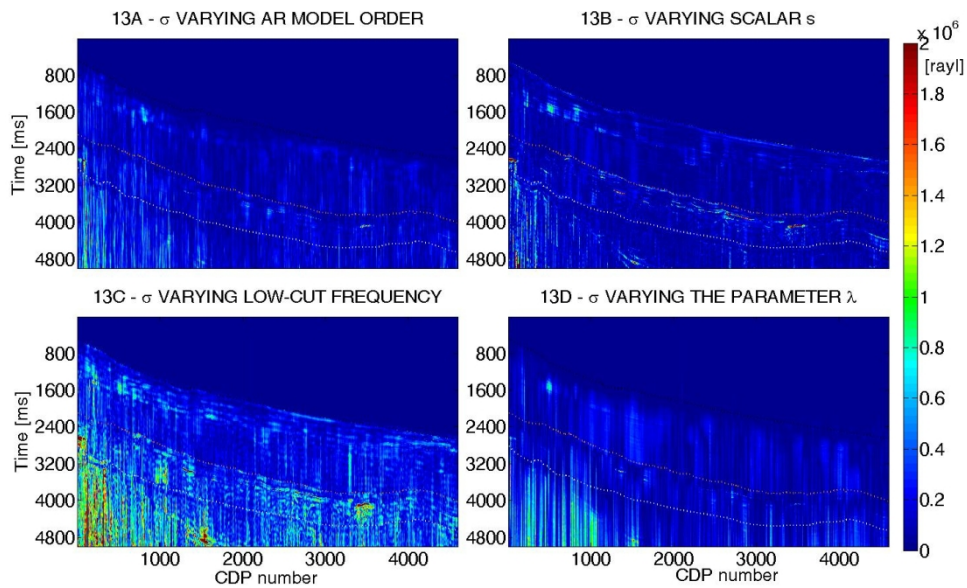 13A - σ VARYING AR MODEL ORDER
13B - σ VARYING SCALAR s
x 10^6
2
[rayl]
1.8
1.6
1.4
1.2
1
0.8
0.6
0.4
0.2
0
800
1600
2400
3200
4000
4800
Time [ms]
800
1600
2400
3200
4000
4800
13C - σ VARYING LOW-CUT FREQUENCY
13D - σ VARYING THE PARAMETER λ
800
1600
2400
3200
4000
4800
Time [ms]
800
1600
2400
3200
4000
4800
1000 2000 3000 4000
CDP number
1000 2000 3000 4000
CDP number